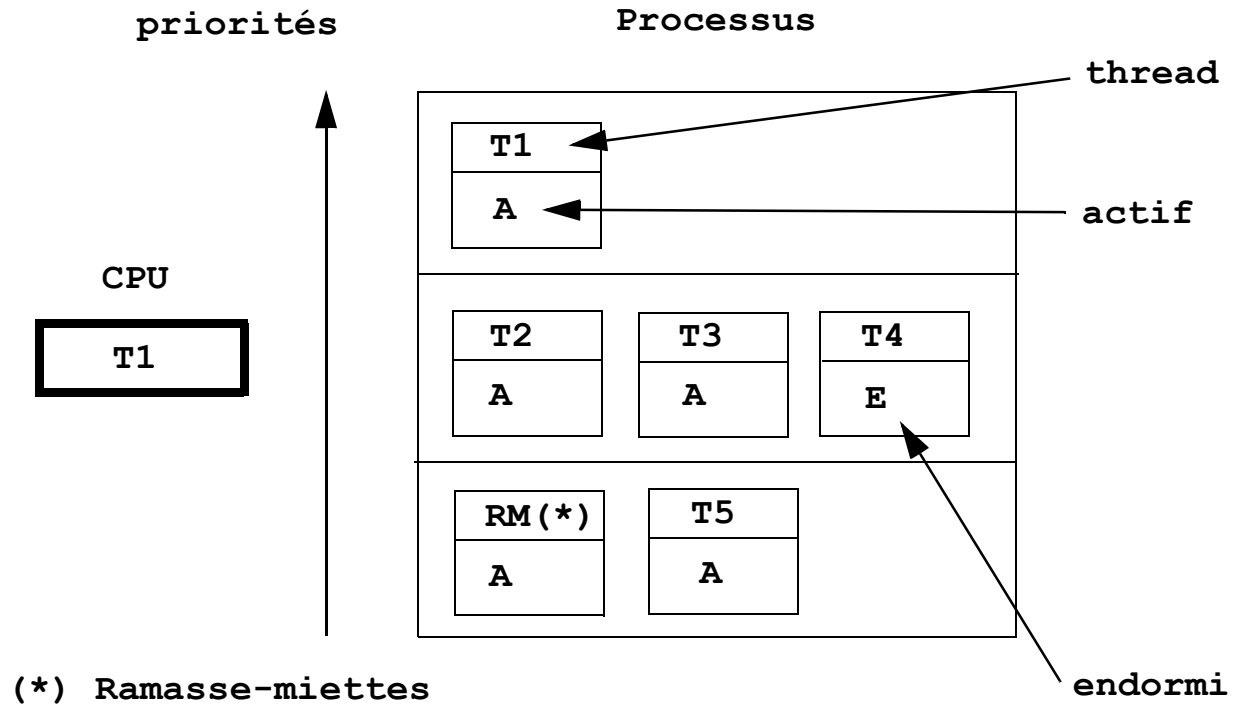 priorités
Processus
thread
T1
A
actif
CPU
T1
T2
T3
T4
A
A
E
RM(*)
T5
A
A
(*) Ramasse-miettes
endormi